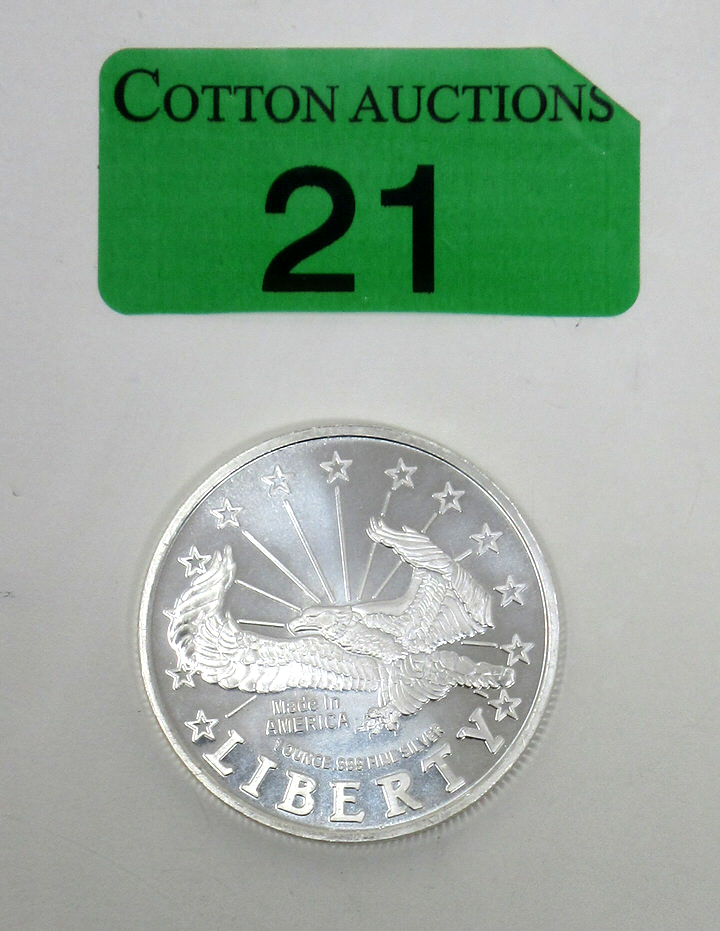 COTTON AUCTIONS
21
Made In
AMERICA
1 OUNCE .999 FINE SILVER
LIBERTY